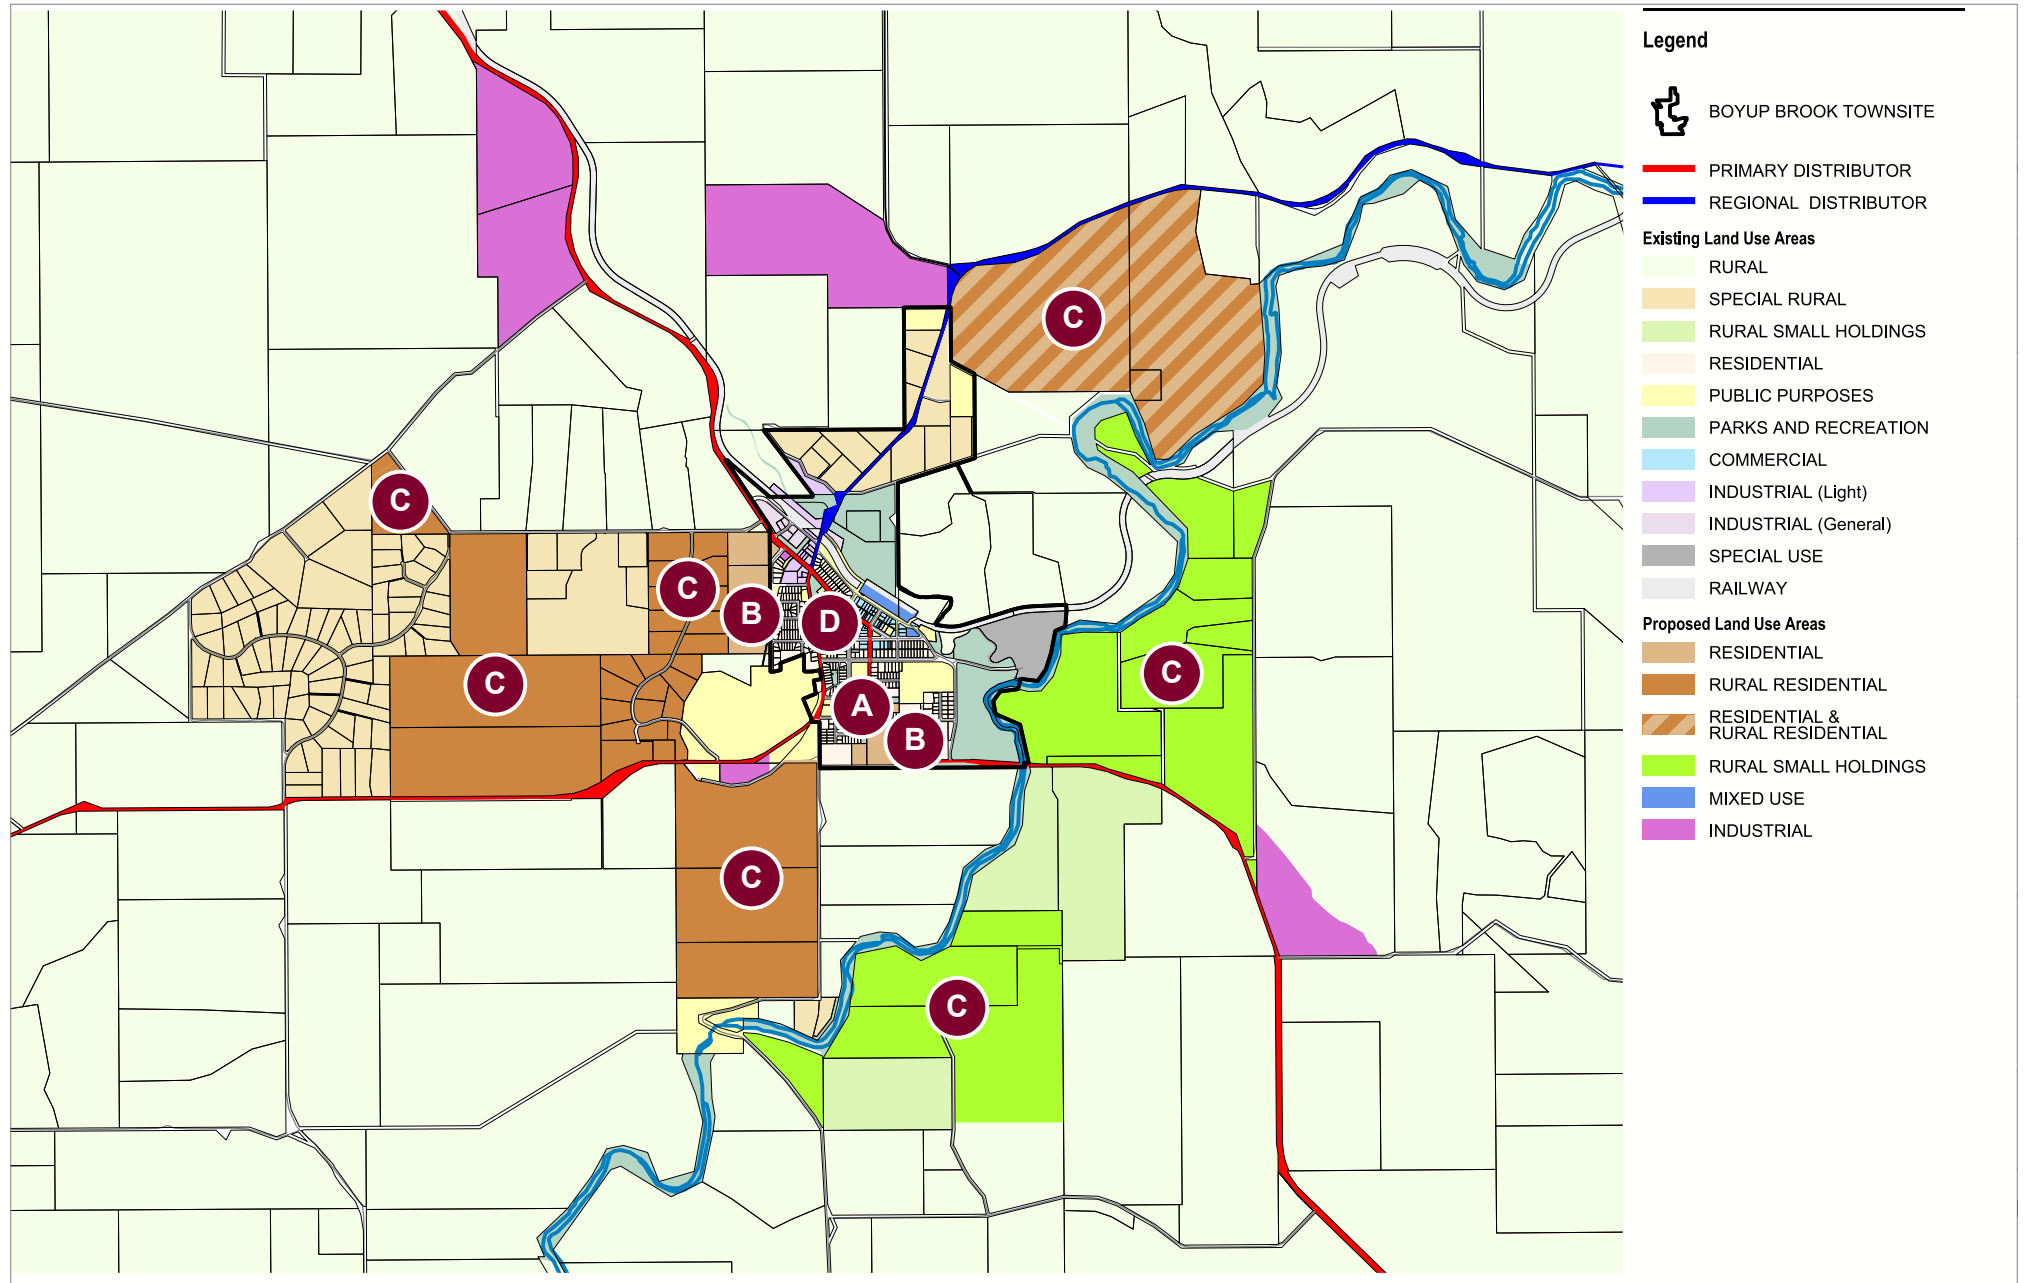 Legend
BOYUP BROOK TOWNSITE
PRIMARY DISTRIBUTOR
REGIONAL DISTRIBUTOR
Existing Land Use Areas
RURAL
SPECIAL RURAL
RURAL SMALL HOLDINGS
RESIDENTIAL
PUBLIC PURPOSES
PARKS AND RECREATION
COMMERCIAL
INDUSTRIAL (Light)
INDUSTRIAL (General)
SPECIAL USE
RAILWAY
Proposed Land Use Areas
RESIDENTIAL
RURAL RESIDENTIAL
RESIDENTIAL &
RURAL RESIDENTIAL
RURAL SMALL HOLDINGS
MIXED USE
INDUSTRIAL
C
C
C
B
D
C
C
A
B
C
C